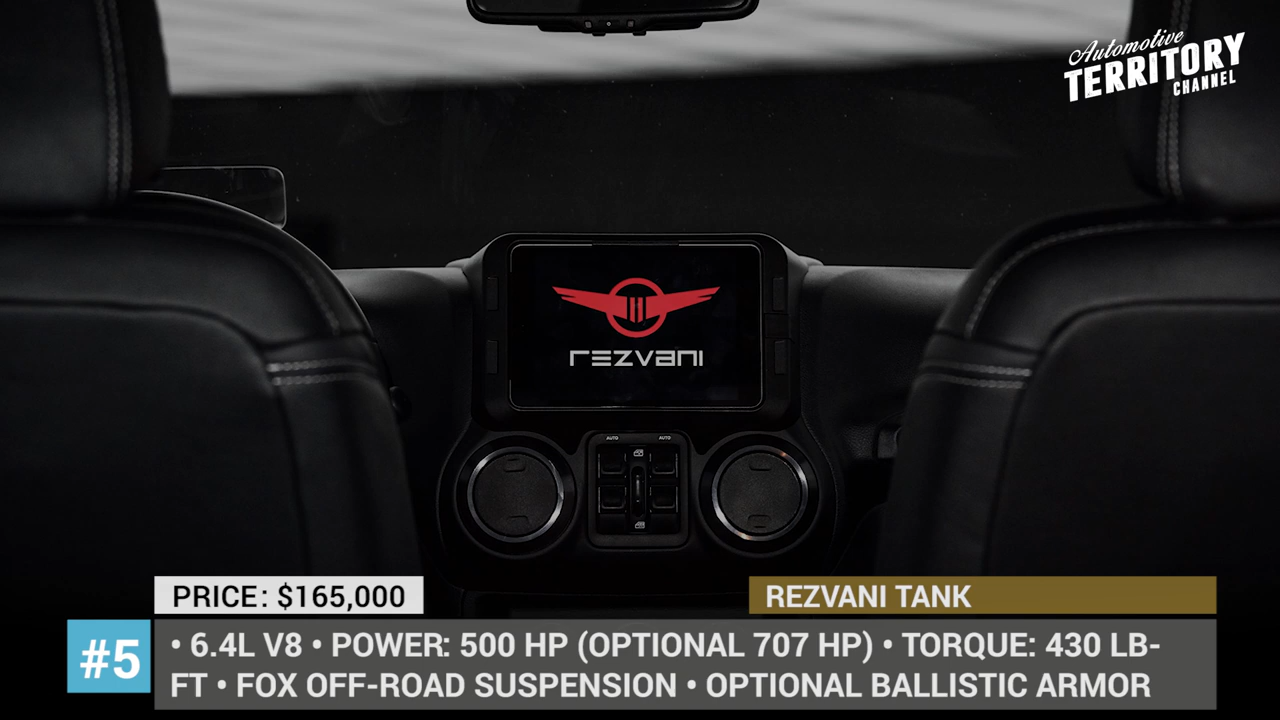 Automotive
TERRITORY
CHANNEL
rezvani
AUTO AUTO
PRICE: $165,000
REZVANI TANK
#5
• 6.4L V8 • POWER: 500 HP (OPTIONAL 707 HP) • TORQUE: 430 LB-
FT • FOX OFF-ROAD SUSPENSION • OPTIONAL BALLISTIC ARMOR